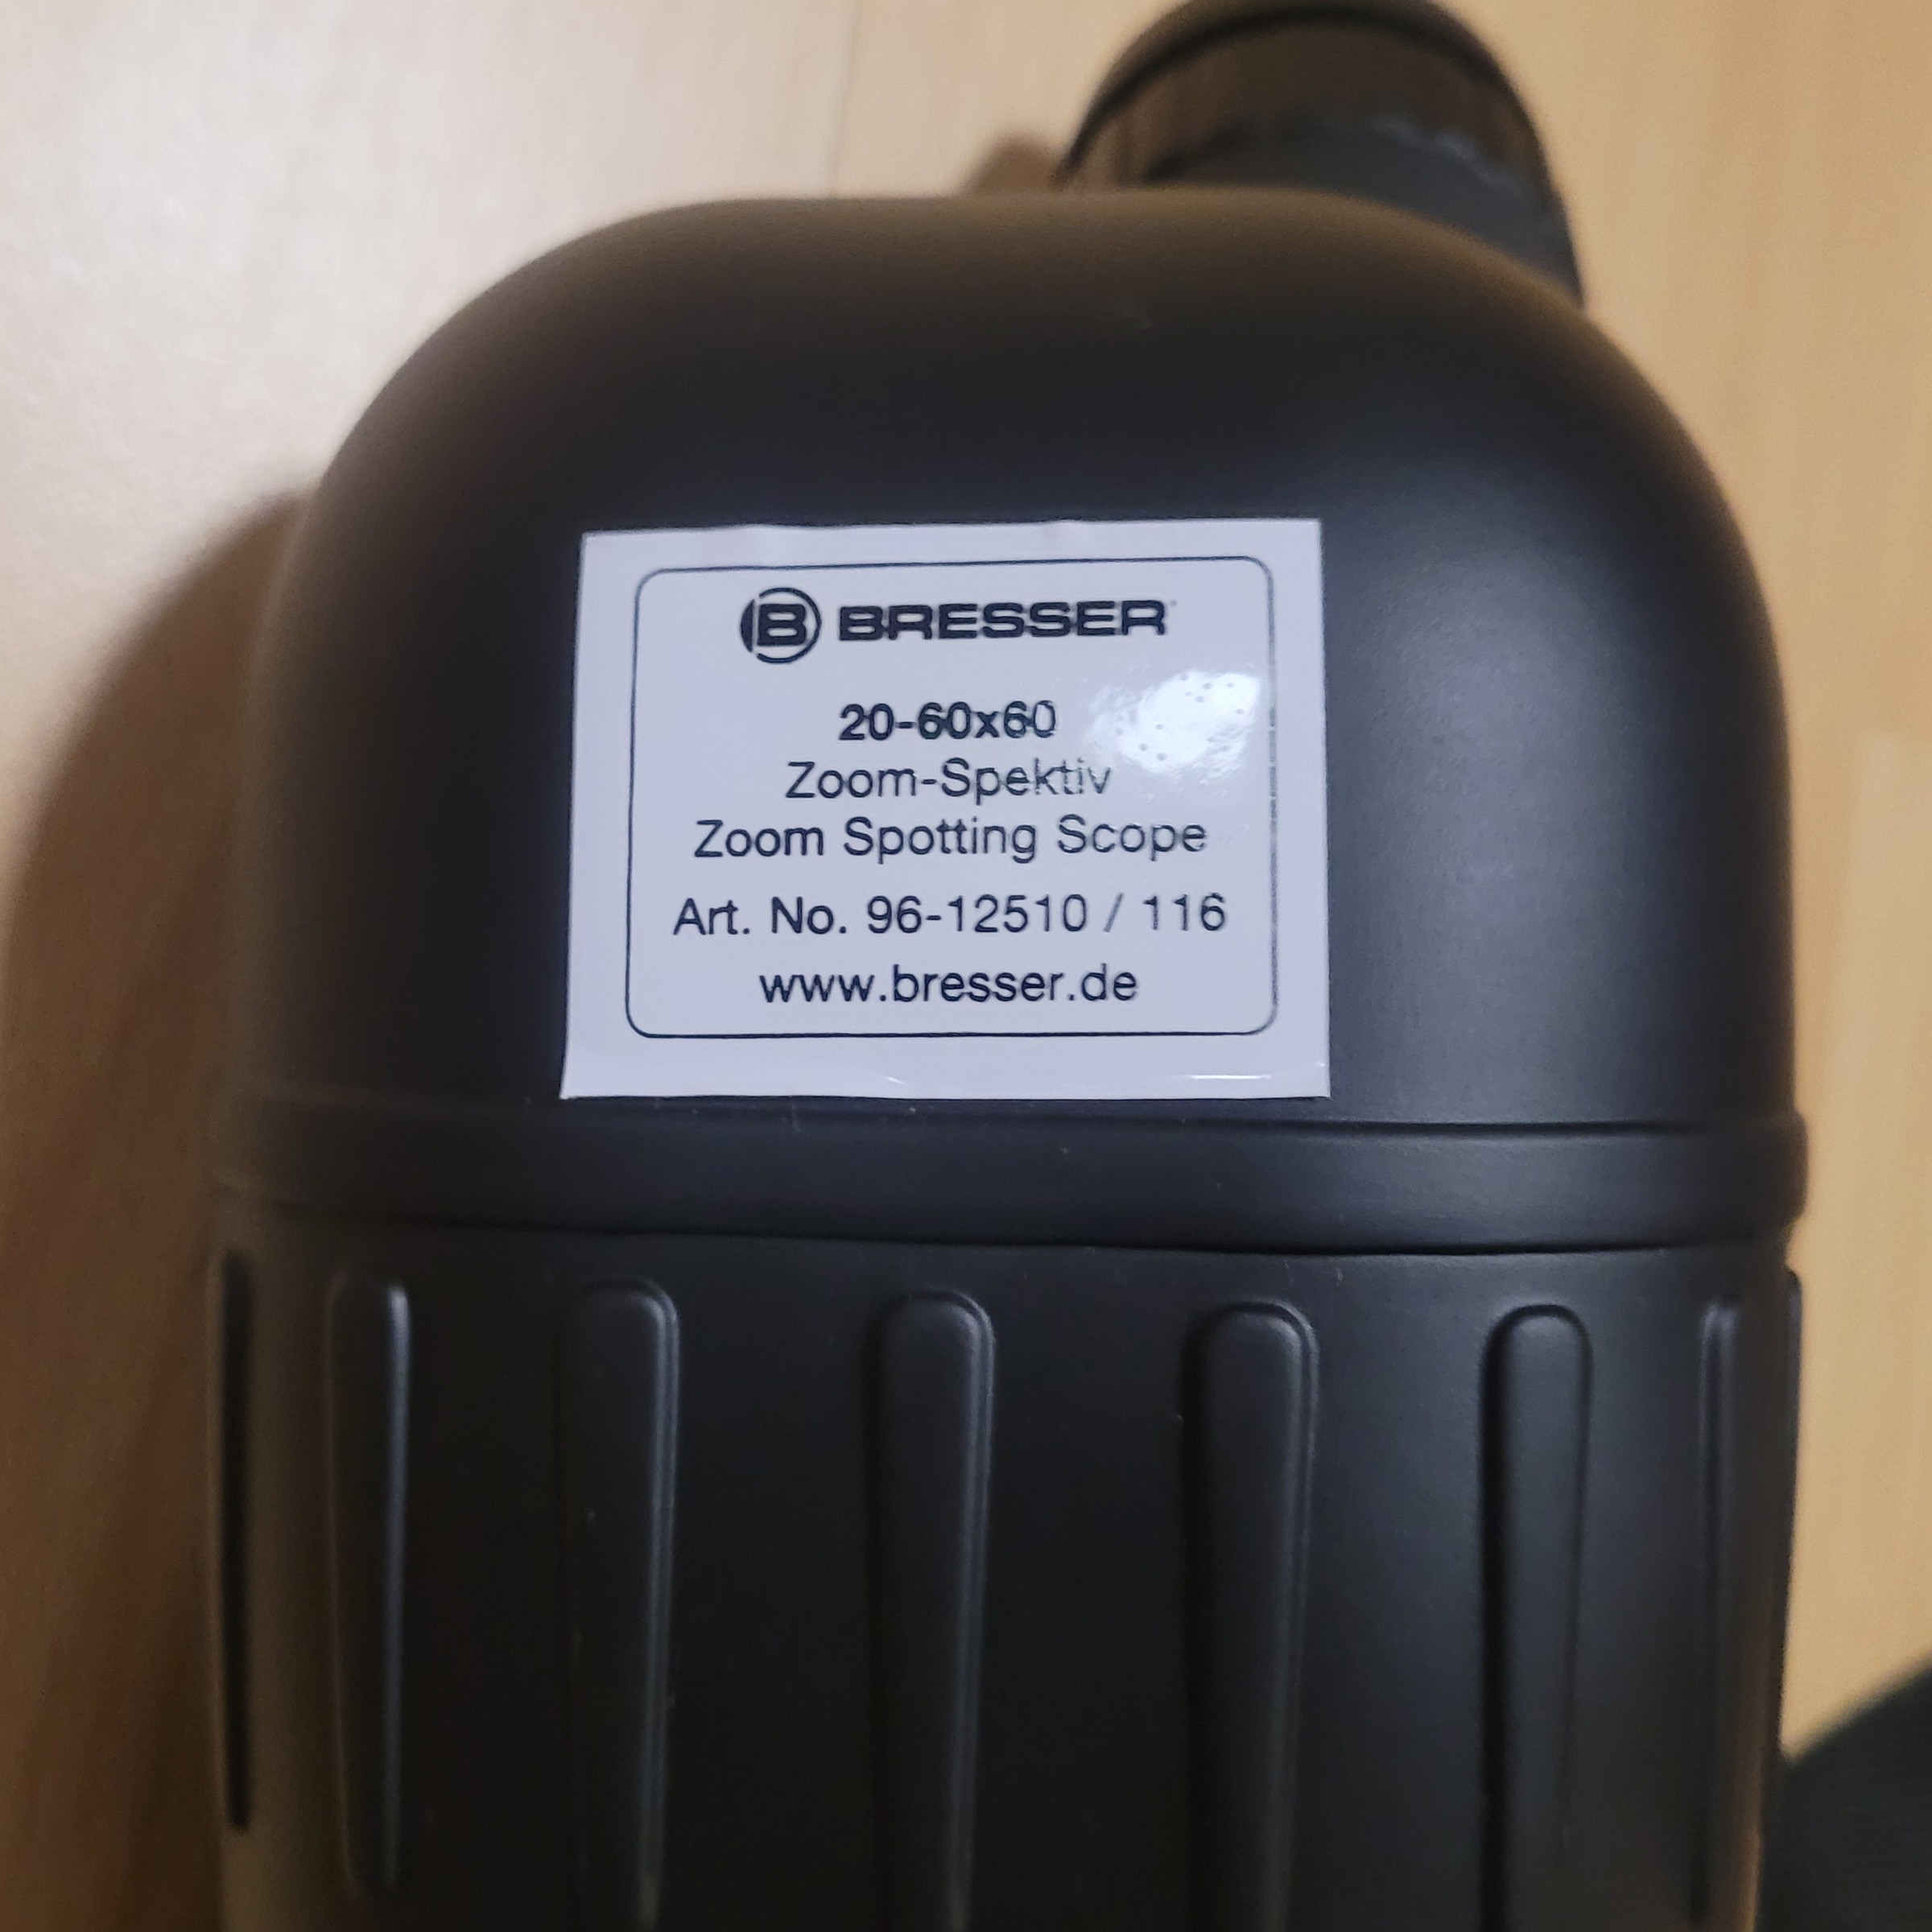 B BRESSER
20-60x60
Zoom-Spektiv
Zoom Spotting Scope
Art. No. 96-12510 / 116
www.bresser.de